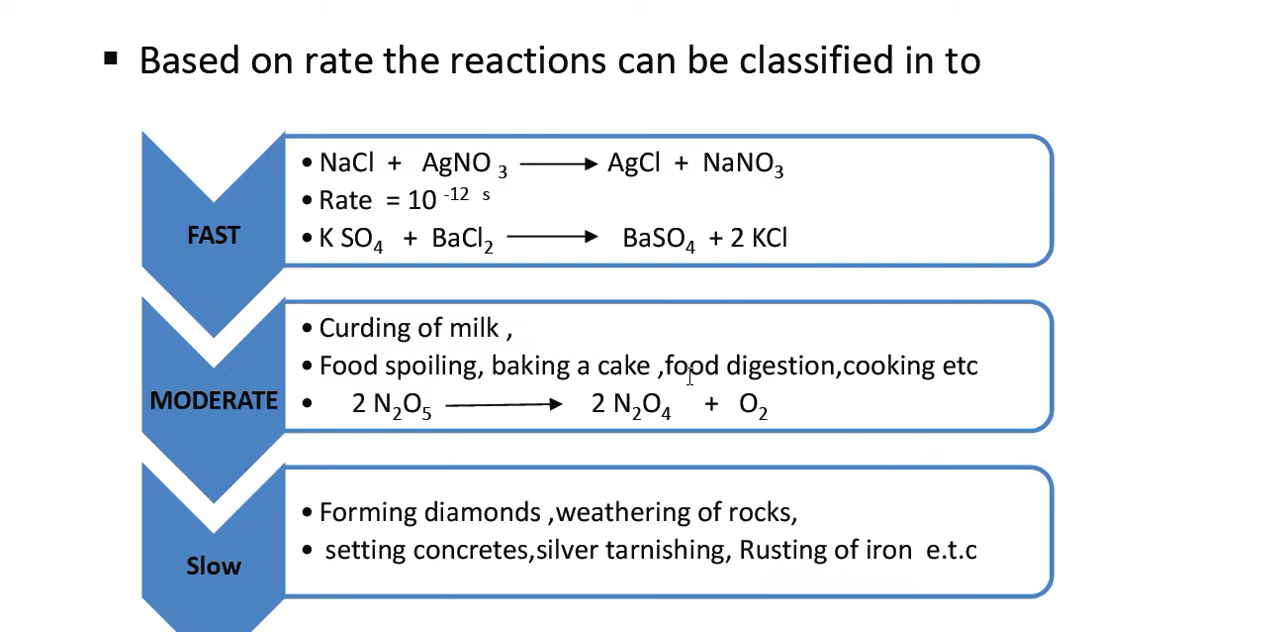 ▪ Based on rate the reactions can be classified in to
FAST
• NaCl + AgNO₃ ⟶ AgCl + NaNO₃
• Rate = 10⁻¹² ˢ
• K SO₄ + BaCl₂ ⟶ BaSO₄ + 2 KCl
MODERATE
• Curding of milk ,
• Food spoiling, baking a cake ,food digestion,cooking etc
• 2 N₂O₅ ⟶ 2 N₂O₄ + O₂
Slow
• Forming diamonds ,weathering of rocks,
• setting concretes,silver tarnishing, Rusting of iron e.t.c